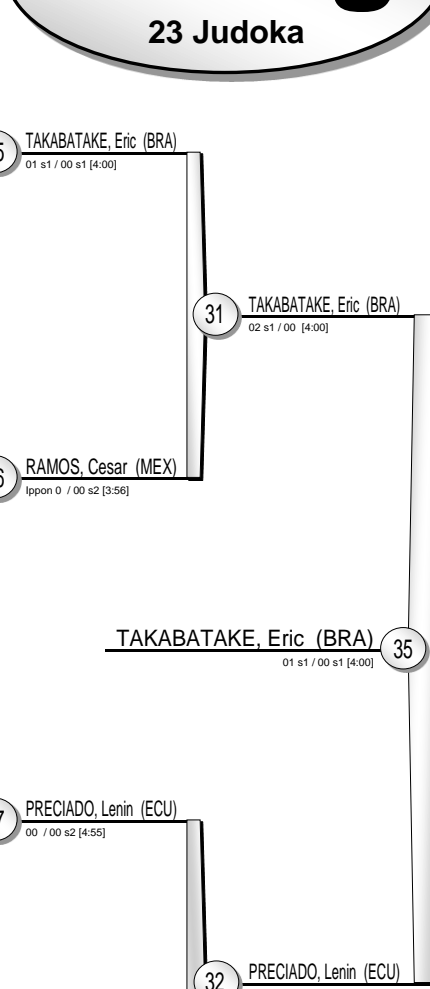 23 Judoka
TAKABATAKE, Eric (BRA)
01 s1 / 00 s1 [4:00]
31
TAKABATAKE, Eric (BRA)
02 s1 / 00 [4:00]
RAMOS, Cesar (MEX)
Ippon 0 / 00 s2 [3:56]
TAKABATAKE, Eric (BRA)
35
01 s1 / 00 s1 [4:00]
PRECIADO, Lenin (ECU)
00 / 00 s2 [4:55]
32
PRECIADO, Lenin (ECU)